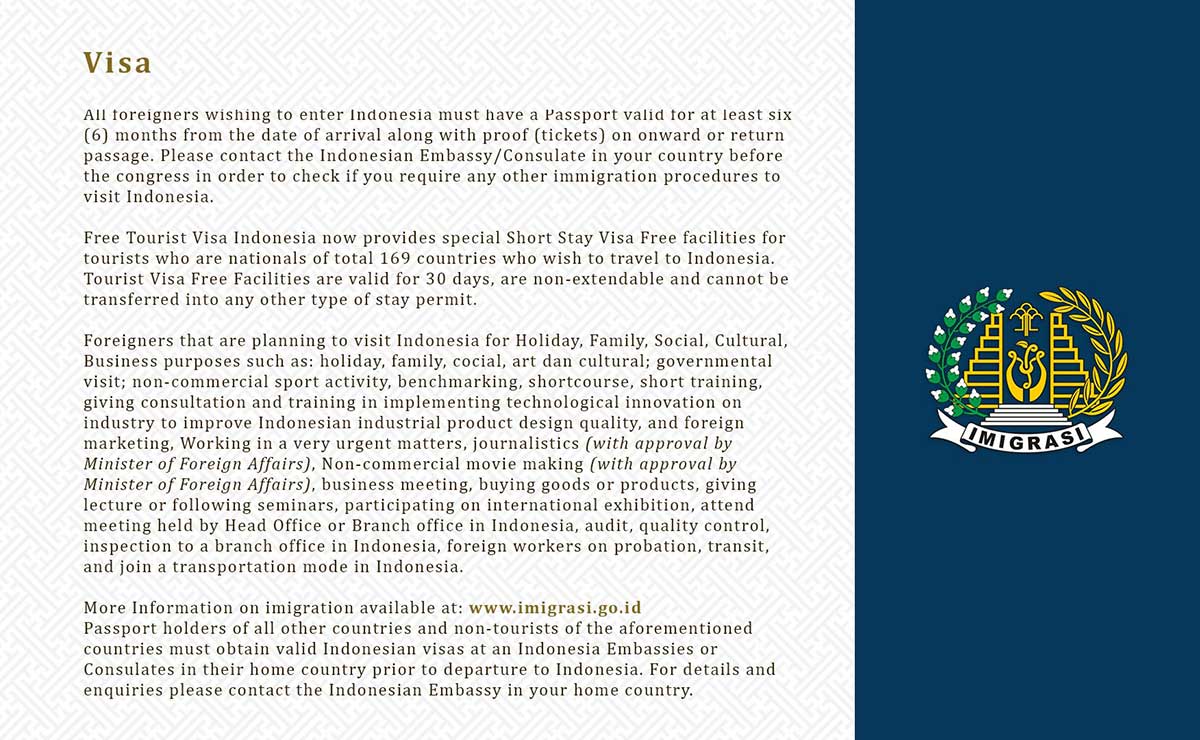 Visa
All foreigners wishing to enter Indonesia must have a Passport valid for at least six
(6) months from the date of arrival along with proof (tickets) on onward or return
passage. Please contact the Indonesian Embassy/Consulate in your country before
the congress in order to check if you require any other immigration procedures to
visit Indonesia.
Free Tourist Visa Indonesia now provides special Short Stay Visa Free facilities for
tourists who are nationals of total 169 countries who wish to travel to Indonesia.
Tourist Visa Free Facilities are valid for 30 days, are non-extendable and cannot be
transferred into any other type of stay permit.
Foreigners that are planning to visit Indonesia for Holiday, Family, Social, Cultural,
Business purposes such as: holiday, family, cocial, art dan cultural; governmental
visit; non-commercial sport activity, benchmarking, shortcourse, short training,
giving consultation and training in implementing technological innovation on
industry to improve Indonesian industrial product design quality, and foreign
marketing, Working in a very urgent matters, journalistics (with approval by
Minister of Foreign Affairs), Non-commercial movie making (with approval by
Minister of Foreign Affairs), business meeting, buying goods or products, giving
lecture or following seminars, participating on international exhibition, attend
meeting held by Head Office or Branch office in Indonesia, audit, quality control,
inspection to a branch office in Indonesia, foreign workers on probation, transit,
and join a transportation mode in Indonesia.
More Information on imigration available at: www.imigrasi.go.id
Passport holders of all other countries and non-tourists of the aforementioned
countries must obtain valid Indonesian visas at an Indonesia Embassies or
Consulates in their home country prior to departure to Indonesia. For details and
enquiries please contact the Indonesian Embassy in your home country.
IMIGRASI